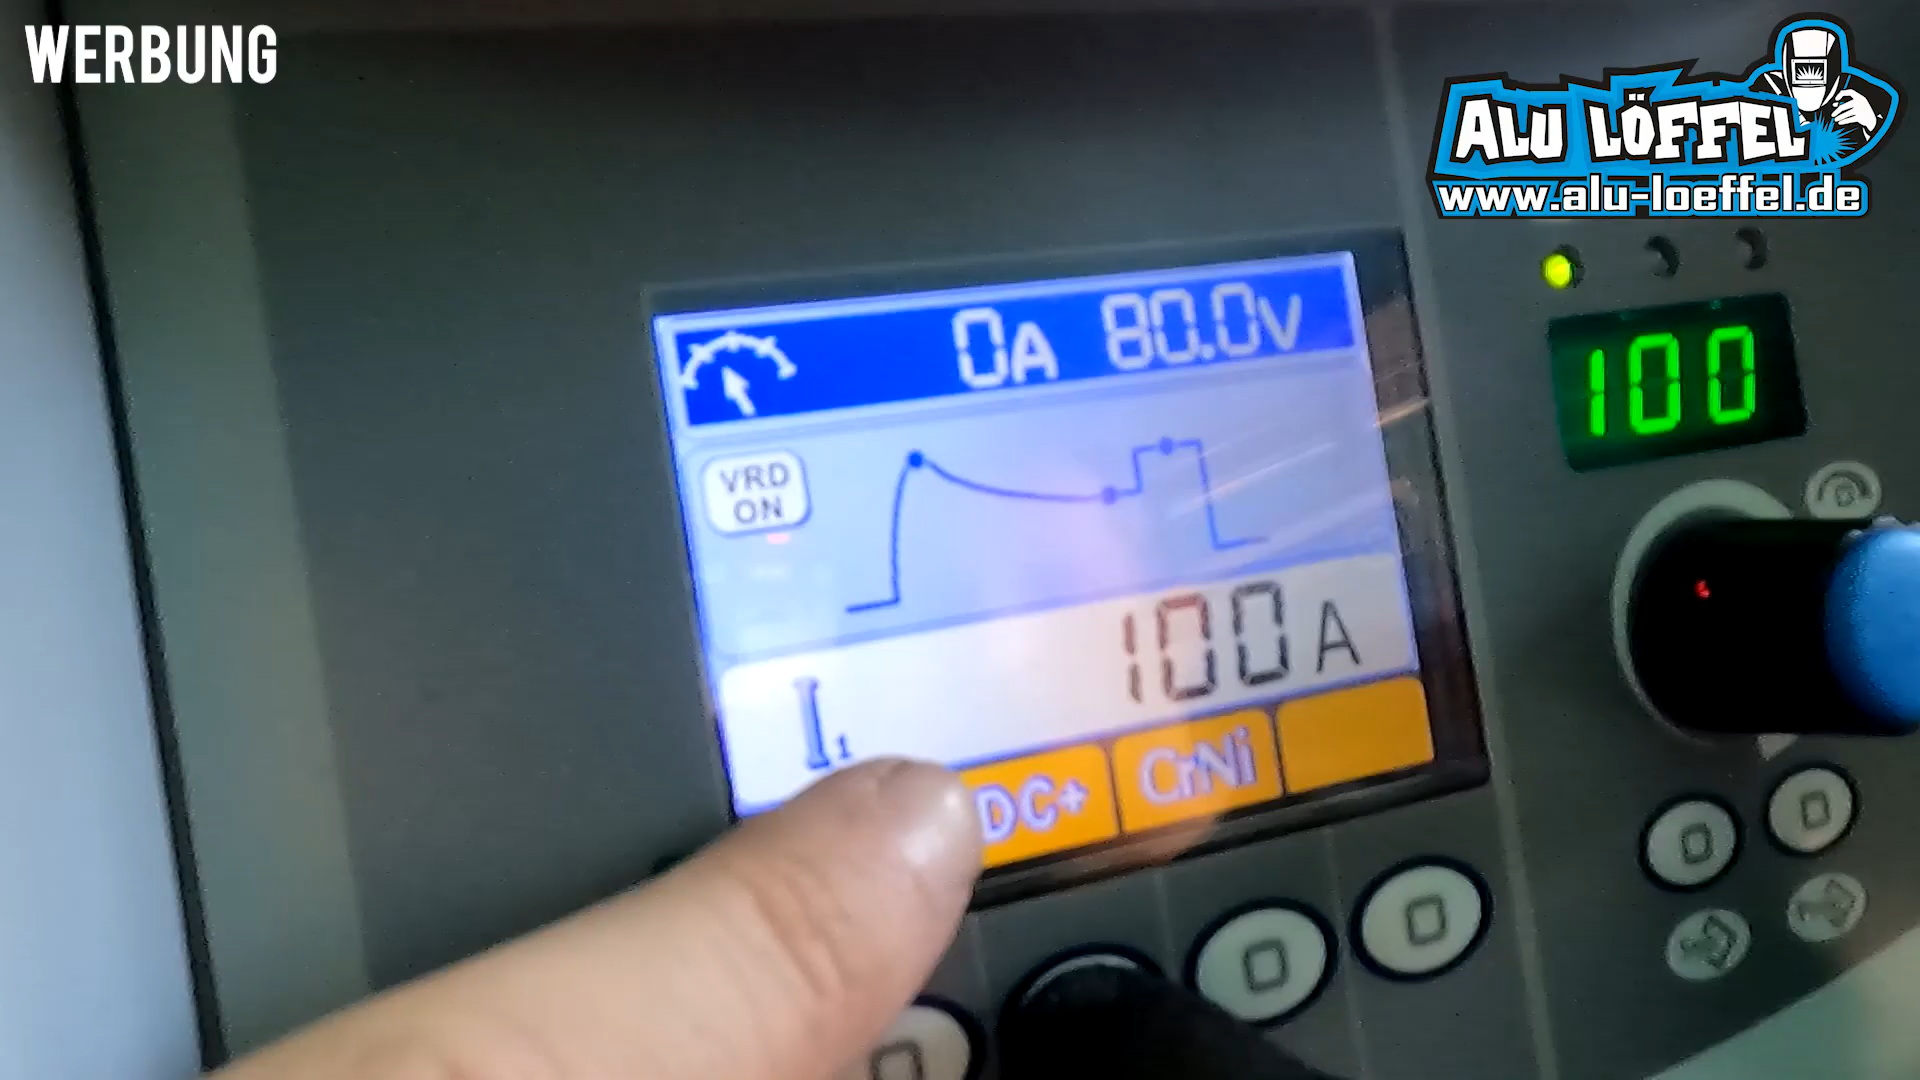 WERBUNG
ALU LÖFFEL
www.alu-loeffel.de
0A 80.0V
100
VRD
ON
100 A
I1
DC+
CrNi